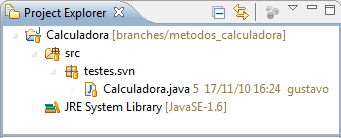 Project Explorer
Calculadora [branches/metodos_calculadora]
src
testes.svn
Calculadora.java 5 17/11/10 16:24 gustavo
JRE System Library [JavaSE-1.6]